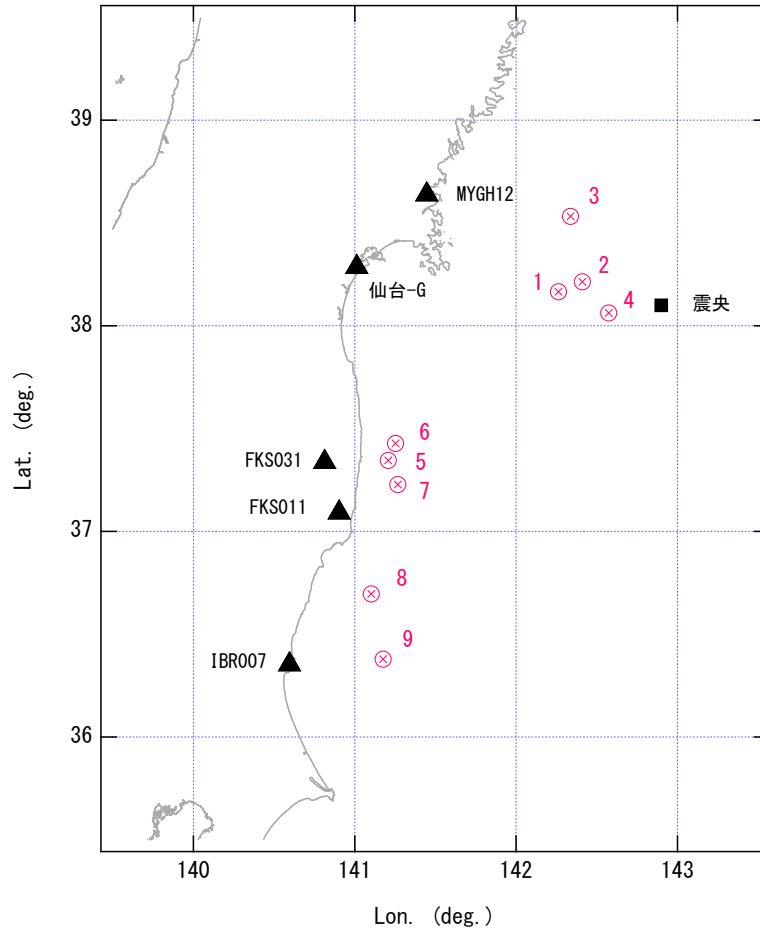 39
MYGH12
3
仙台-G
1
2
4
震央
38
Lat. (deg.)
6
FKS031
5
7
FKS011
37
8
9
IBR007
36
140
141
142
143
Lon. (deg.)